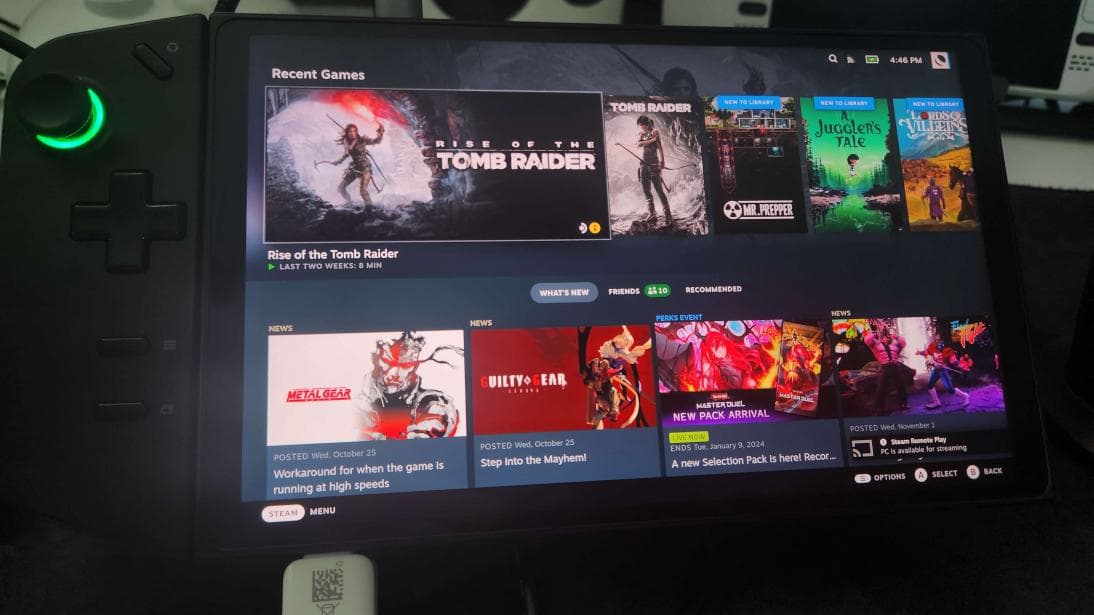 Recent Games
4:46 PM
RISE OF THE
TOMB RAIDER
TOMB RAIDER
NEW TO LIBRARY
MR. PREPPER
NEW TO LIBRARY
A
JUGGLER'S
TALE
NEW TO LIBRARY
LORDS
VILLEINS
Rise of the Tomb Raider
LAST TWO WEEKS: 8 MIN
WHAT'S NEW
FRIENDS
10
RECOMMENDED
NEWS
METAL GEAR
POSTED Wed, October 25
Workaround for when the game is
running at high speeds
NEWS
GUILTY GEAR
POSTED Wed, October 25
Step into the Mayhem!
PERKS EVENT
MASTER DUEL
NEW PACK ARRIVAL
LIVE NOW
ENDS Tue, January 9, 2024
A new Selection Pack is here! Recor...
NEWS
POSTED Wed, November 1
Steam Remote Play
PC is available for streaming
STEAM MENU
OPTIONS
A SELECT
B BACK